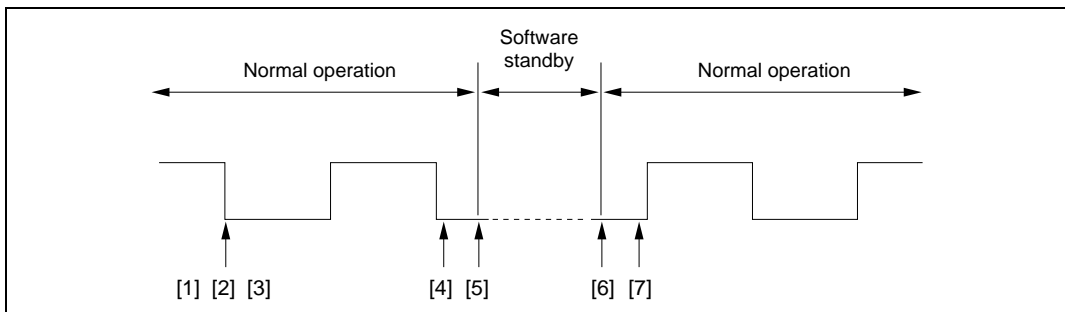 Software
standby
Normal operation
Normal operation
[1] [2] [3]
[4] [5]
[6] [7]